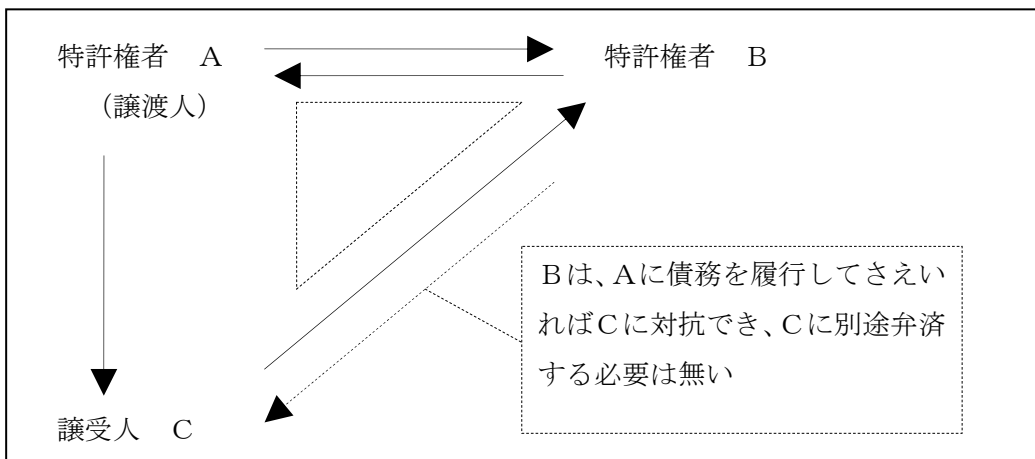 特許権者　A
特許権者　B
（譲渡人）
Bは、Aに債務を履行してさえい
ればCに対抗でき、Cに別途弁済
する必要は無い
譲受人　C